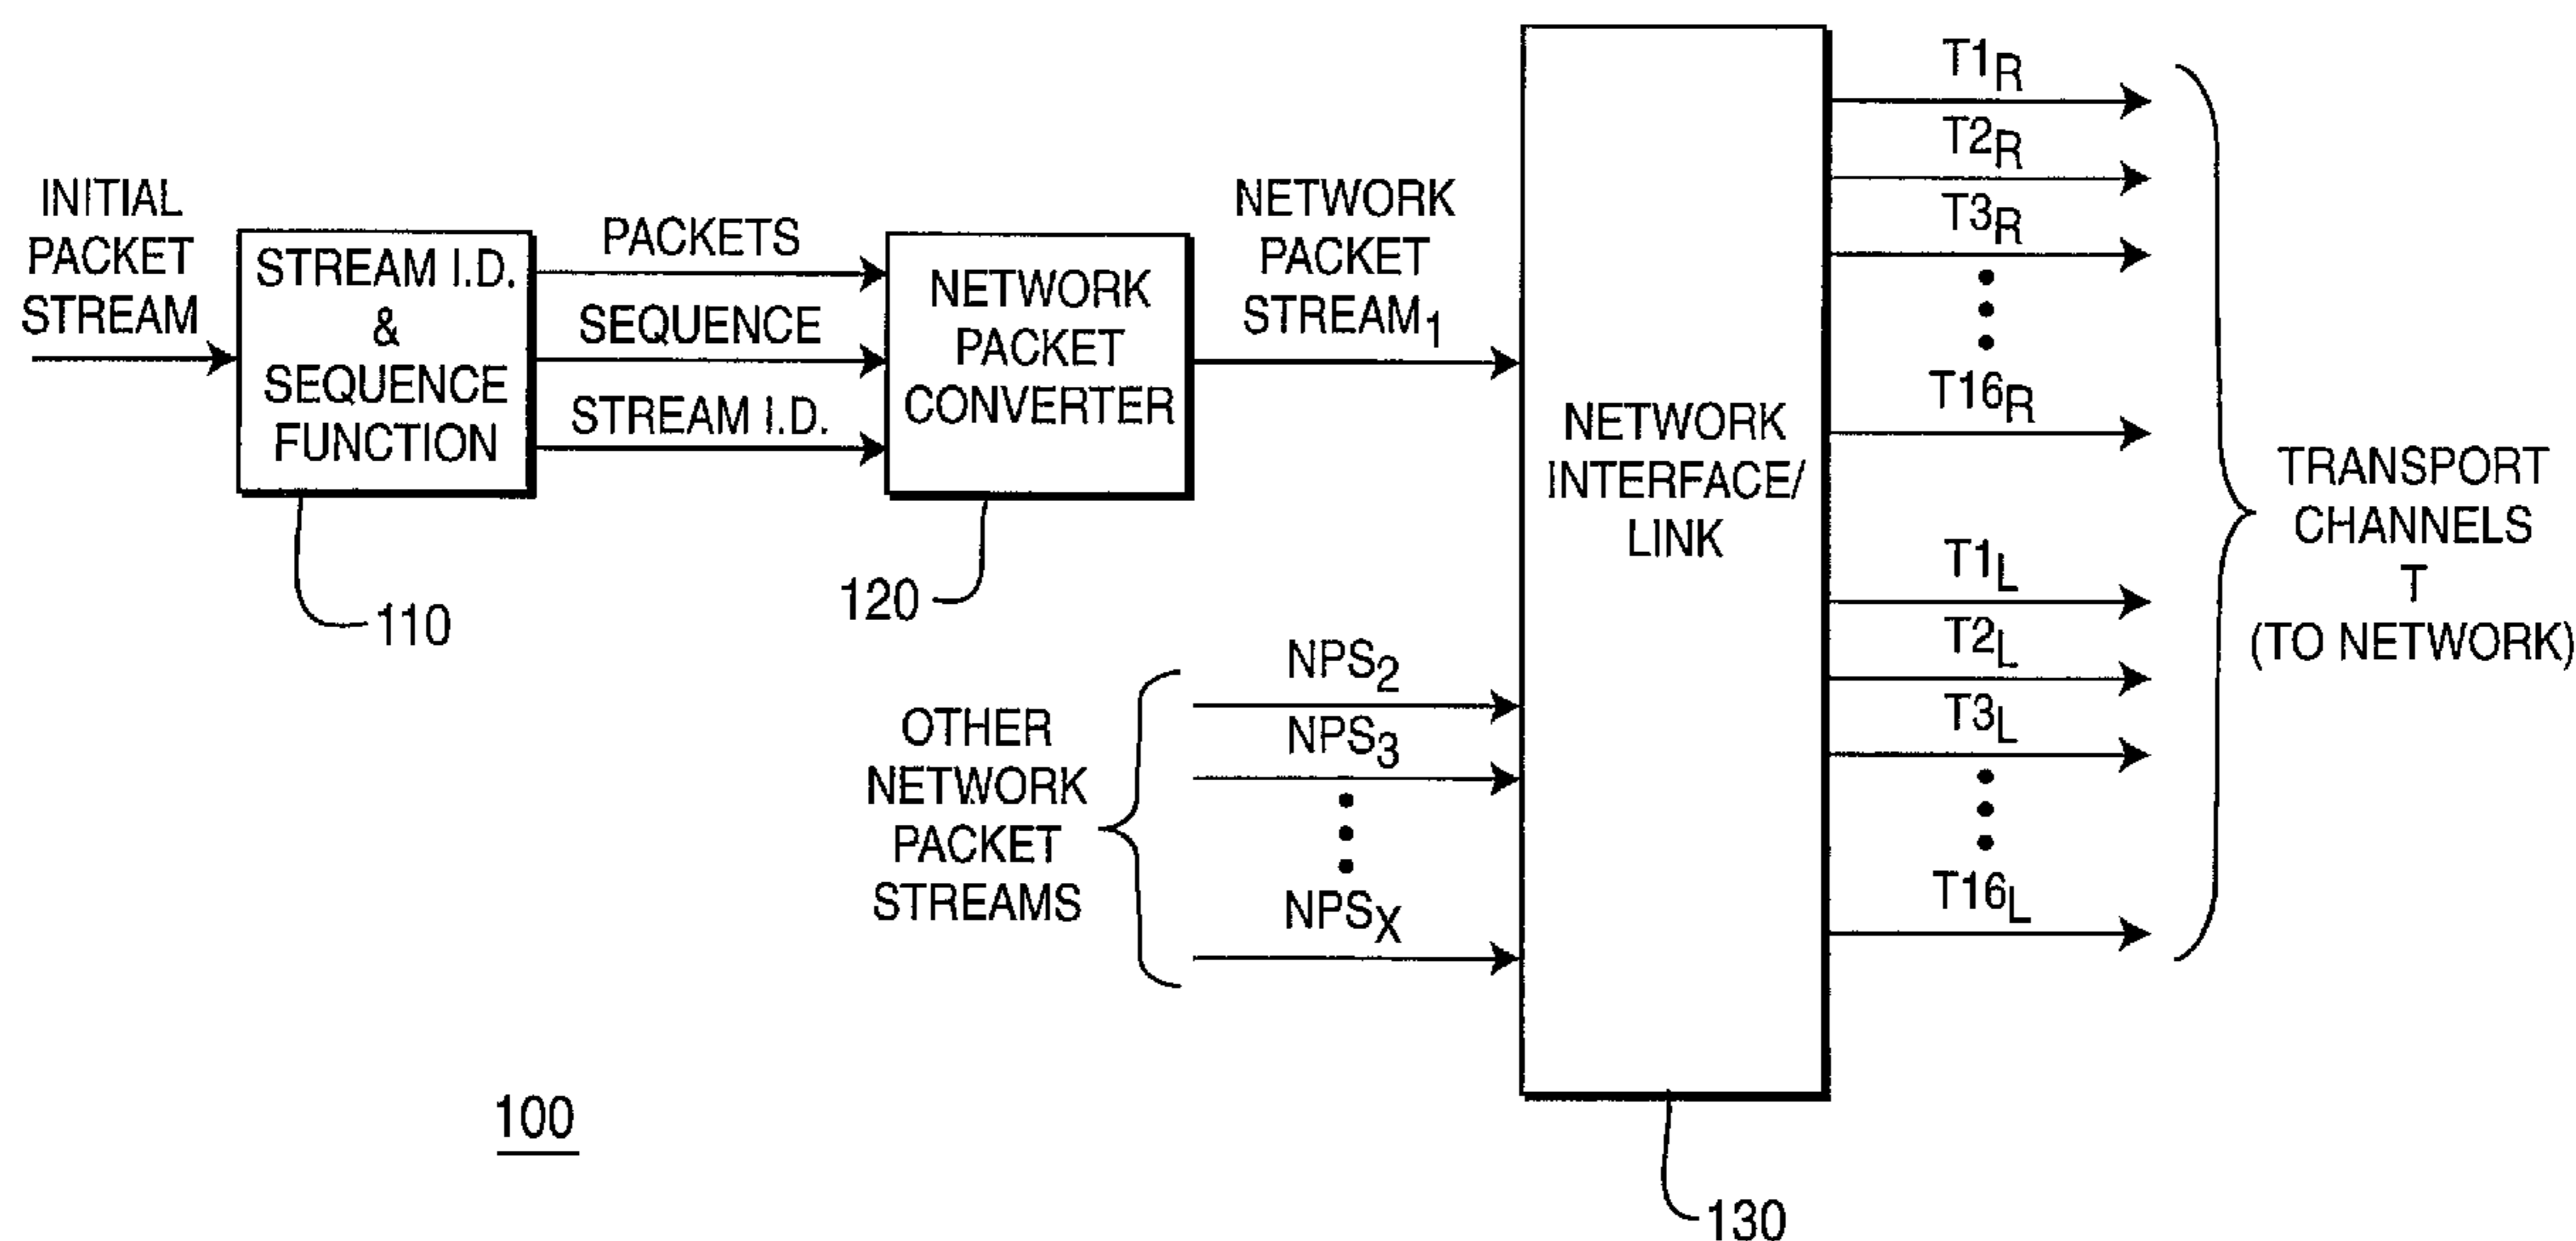 INITIAL
PACKET
STREAM
STREAM I.D.
&
SEQUENCE
FUNCTION
110
PACKETS
SEQUENCE
STREAM I.D.
NETWORK
PACKET
CONVERTER
120
NETWORK
PACKET
STREAM1
OTHER
NETWORK
PACKET
STREAMS
NPS2
NPS3
NPSX
NETWORK
INTERFACE/
LINK
130
T1R
T2R
T3R
T16R
T1L
T2L
T3L
T16L
TRANSPORT
CHANNELS
T
(TO NETWORK)
100